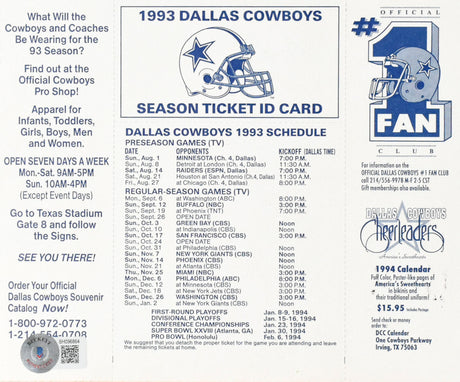 What Will the
Cowboys and Coaches
Be Wearing for the
93 Season?
Find out at the
Official Cowboys
Pro Shop!
Apparel for
Infants, Toddlers,
Girls, Boys, Men
and Women.
OPEN SEVEN DAYS A WEEK
Mon.-Sat. 9AM-5PM
Sun. 10AM-4PM
(Except Event Days)
Go to Texas Stadium
Gate 8 and follow
the Signs.
SEE YOU THERE!
Order Your Official
Dallas Cowboys Souvenir
Catalog Now!
1-800-972-0773
1-214-554-0708
BECKETT
1993 DALLAS COWBOYS
SEASON TICKET ID CARD
DALLAS COWBOYS 1993 SCHEDULE
PRESEASON GAMES (TV)
DATE OPPONENTS KICKOFF (DALLAS TIME)
Sun., Aug. 1 MINNESOTA (Ch. 4, Dallas) 7:00 P.M.
Sun., Aug. 8 Detroit at London (Ch. 4, Dallas) 11:30 A.M.
Sat., Aug. 14 RAIDERS (ESPN, Dallas) 7:00 P.M.
Sat., Aug. 21 Houston at San Antonio (Ch.4, Dallas) 11:30 A.M.
Fri., Aug. 27 at Chicago (Ch. 4, Dallas) 8:00 P.M.
REGULAR-SEASON GAMES (TV)
Mon., Sept. 6 at Washington (ABC) 8:00 P.M.
Sun., Sept. 12 BUFFALO (NBC) 3:00 P.M.
Sun., Sept. 19 at Phoenix (TNT) 7:00 P.M.
Sun., Sept. 26 OPEN DATE
Sun., Oct. 3 GREEN BAY (CBS) Noon
Sun., Oct. 10 at Indianapolis (CBS) Noon
Sun., Oct. 17 SAN FRANCISCO (CBS) 3:00 P.M.
Sun., Oct. 24 OPEN DATE
Sun., Oct. 31 at Philadelphia (CBS) Noon
Sun., Nov. 7 NEW YORK GIANTS (CBS) Noon
Sun., Nov. 14 PHOENIX (CBS) Noon
Sun., Nov. 21 at Atlanta (CBS) Noon
Thu., Nov. 25 MIAMI (NBC) 3:00 P.M.
Mon., Dec. 6 PHILADELPHIA (ABC) 8:00 P.M.
Sun., Dec. 12 at Minnesota (CBS) 3:00 P.M.
Sat., Dec. 18 at New York Jets (CBS) 3:00 P.M.
Sun., Dec. 26 WASHINGTON (CBS) 3:00 P.M.
Sun., Jan. 2 at New York Giants (CBS) Noon
FIRST-ROUND PLAYOFFS Jan. 8-9, 1994
DIVISIONAL PLAYOFFS Jan. 15-16, 1994
CONFERENCE CHAMPIONSHIPS Jan. 23, 1994
SUPER BOWL XXVIII (Atlanta, GA) Jan. 30, 1994
PRO BOWL (Honolulu) Feb. 6, 1994
We suggest that you detach the proper ticket for the game you are attending and leave the
remaining tickets at home.
OFFICIAL
#1
FAN
CLUB
For information on the
OFFICIAL DALLAS COWBOYS #1 FAN CLUB
call 214/556-9978 M-F 2-5 CST
Gift memberships also available.
DALLAS COWBOYS
Cheerleaders
America's Sweethearts
1994 Calendar
Full Color, Poster-like pages of
America's Sweethearts
in bikinis and
their traditional uniform!
$15.95 Includes Postage
Send check or money
order to:
DCC Calendar
One Cowboys Parkway
Irving, TX 75063